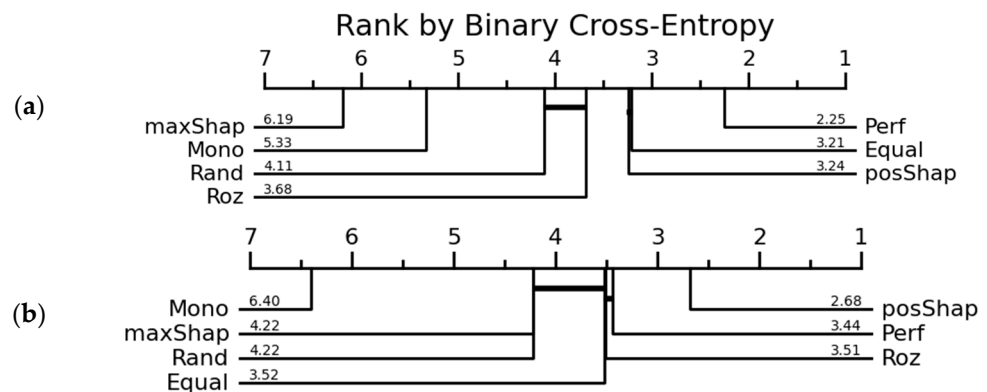 Rank by Binary Cross-Entropy
7 6 5 4 3 2 1
(a)
maxShap 6.19 2.25 Perf
Mono 5.33 3.21 Equal
Rand 4.11 3.24 posShap
Roz 3.68
7 6 5 4 3 2 1
(b)
Mono 6.40 2.68 posShap
maxShap 4.22 3.44 Perf
Rand 4.22 3.51 Roz
Equal 3.52